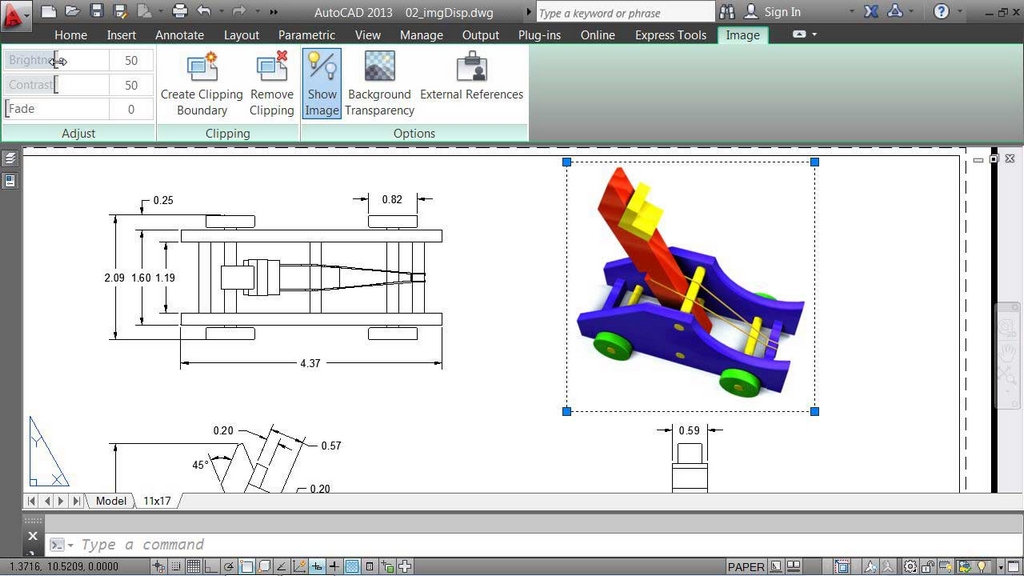 AutoCAD 2013 02_imgDisp.dwg Type a keyword or phrase Sign In
Home Insert Annotate Layout Parametric View Manage Output Plug-ins Online Express Tools Image
Brightness 50
Contrast 50
Fade 0
Create Clipping Boundary
Remove Clipping
Show Image
Background Transparency
External References
Adjust Clipping Options
0.25 0.82
2.09 1.60 1.19
4.37
0.20 0.57 0.59
45°
0.20
Y
X
Model 11x17
Type a command
1.3716, 10.5209, 0.0000 PAPER